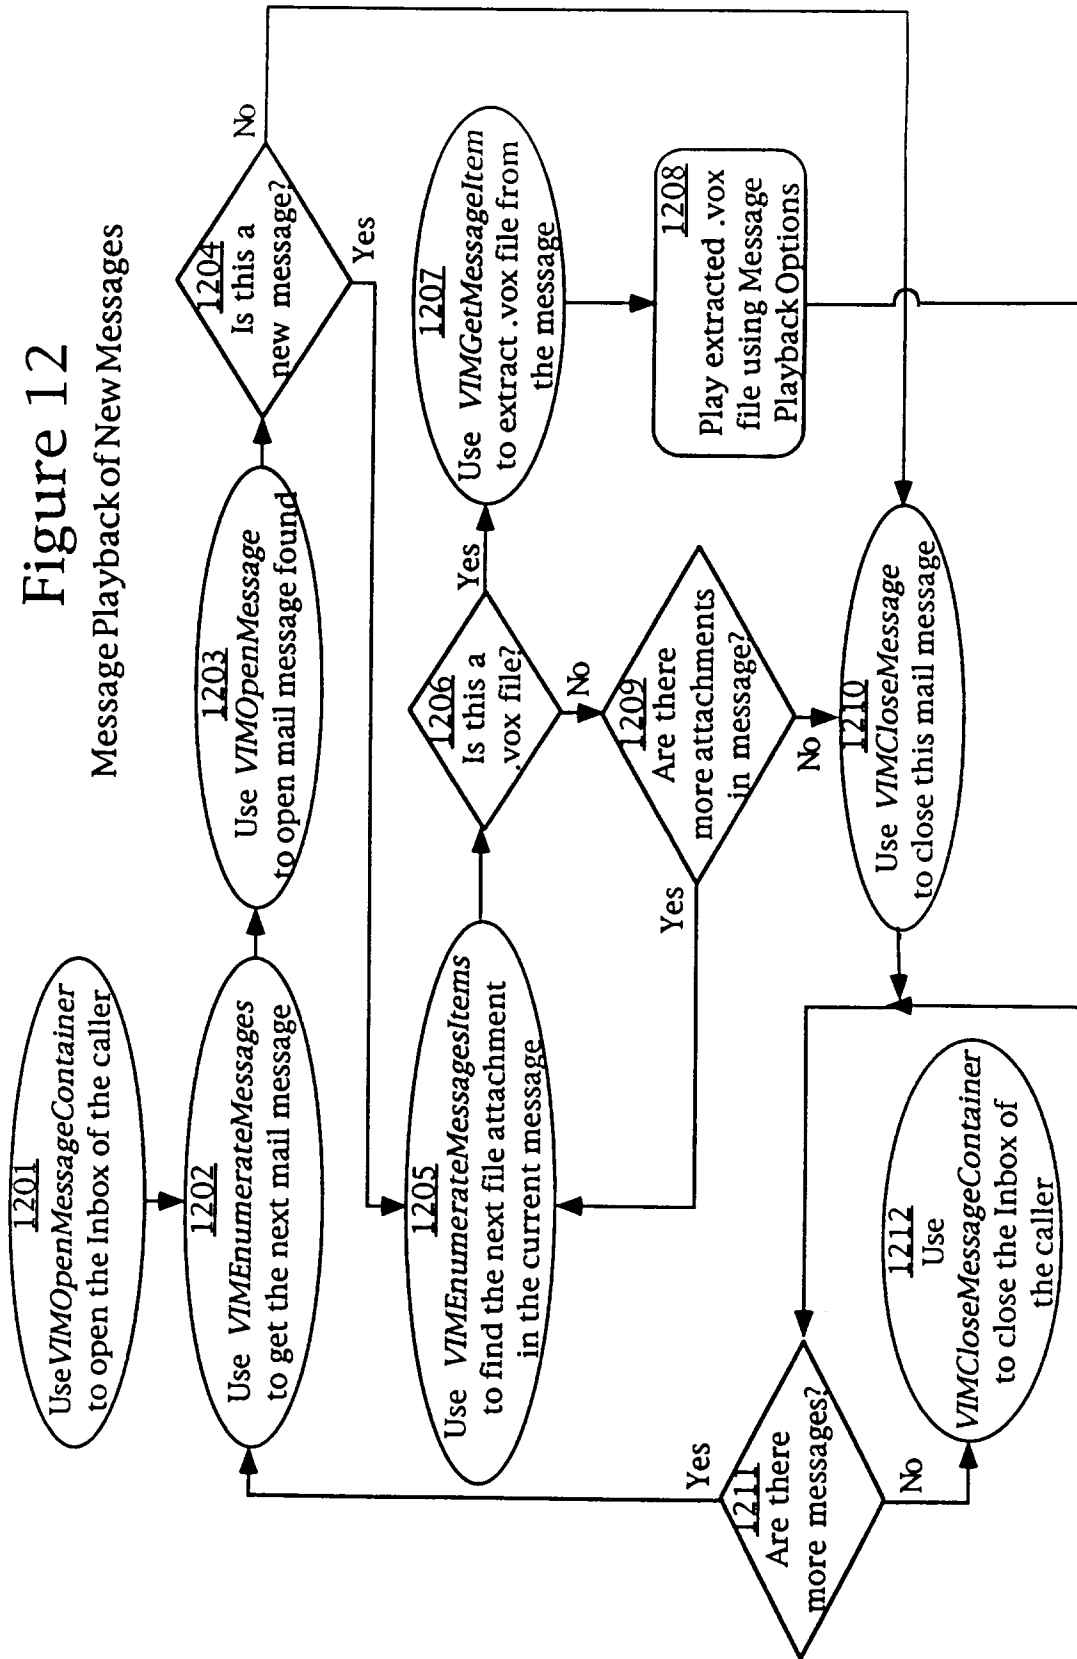 Figure 12
Message Playback of New Messages
1201
Use VIMOpenMessageContainer
to open the Inbox of the caller
1202
Use VIMEnumerateMessages
to get the next mail message
1203
Use VIMOpenMessage
to open mail message found
1204
Is this a
new message?
No
Yes
1205
Use VIMEnumerateMessagesItems
to find the next file attachment
in the current message
1206
Is this a
.vox file?
Yes
No
1207
Use VIMGetMessageItem
to extract .vox file from
the message
1208
Play extracted .vox
file using Message
Playback Options
1209
Are there
more attachments
in message?
Yes
No
1210
Use VIMCloseMessage
to close this mail message
1211
Are there
more messages?
Yes
No
1212
Use
VIMCloseMessageContainer
to close the Inbox of
the caller